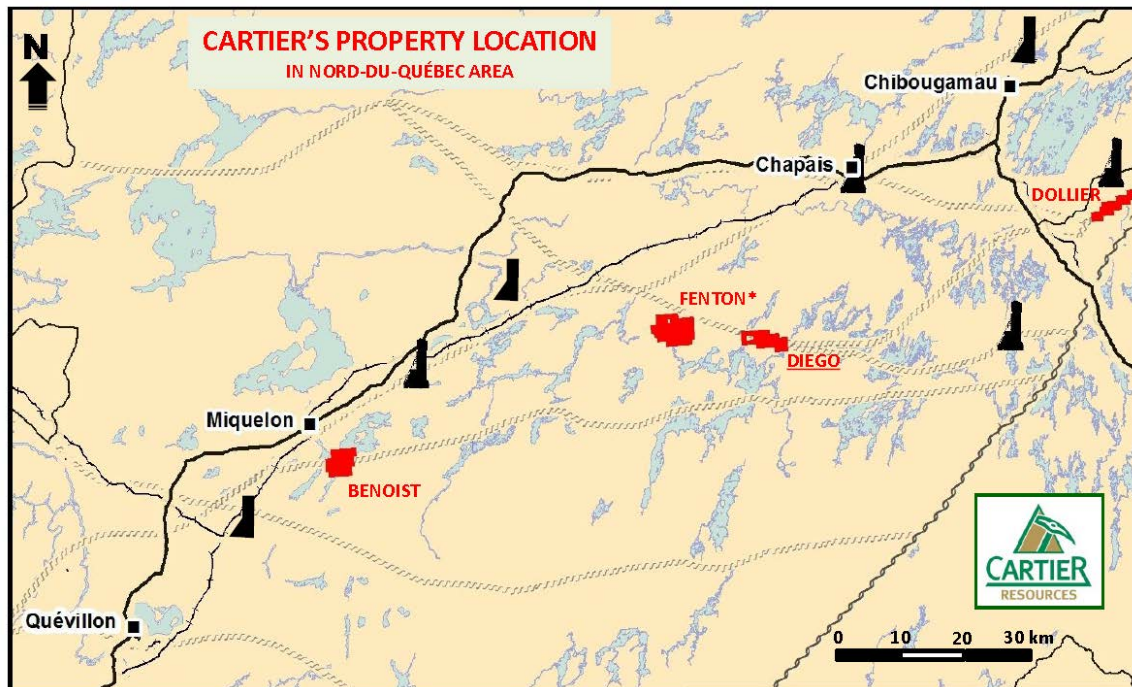 CARTIER'S PROPERTY LOCATION
IN NORD-DU-QUÉBEC AREA
N
Chibougamau
Chapais
DOLLIER
FENTON*
DIEGO
Miquelon
BENOIST
CARTIER
RESOURCES
Quévillon
0 10 20 30 km